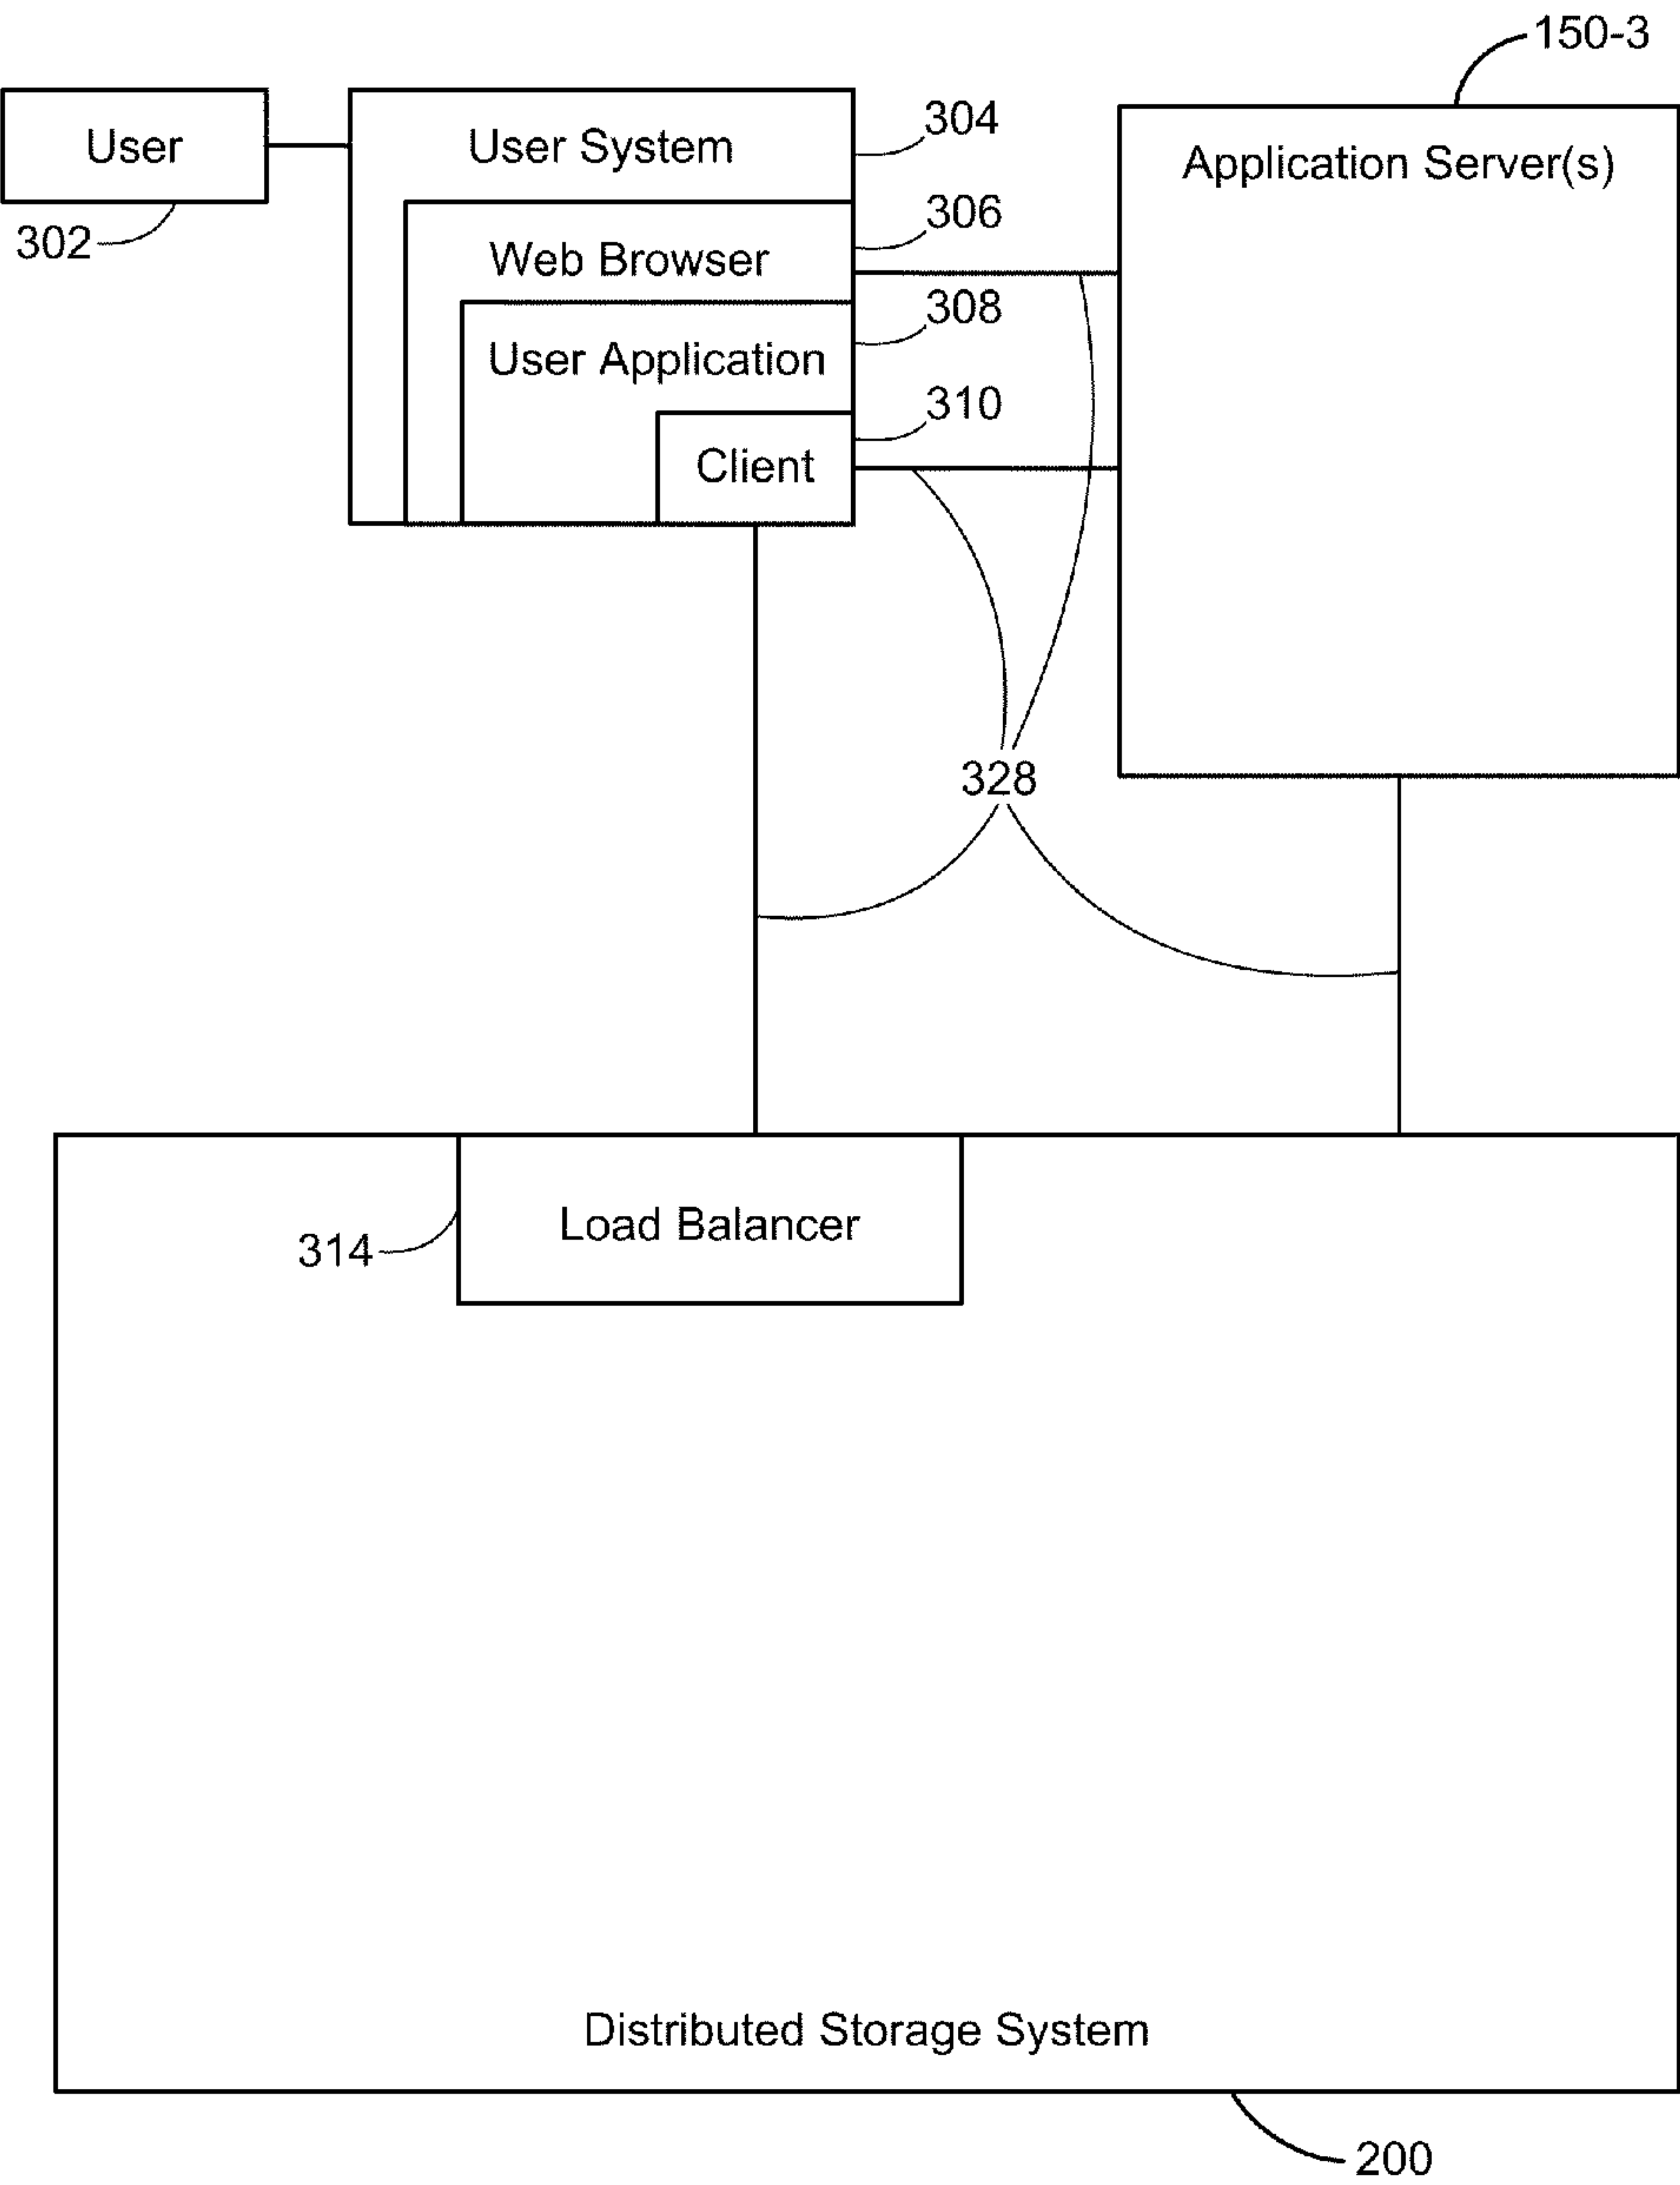 150-3
User
User System
304
Application Server(s)
302
306
Web Browser
308
User Application
310
Client
328
Load Balancer
314
Distributed Storage System
200